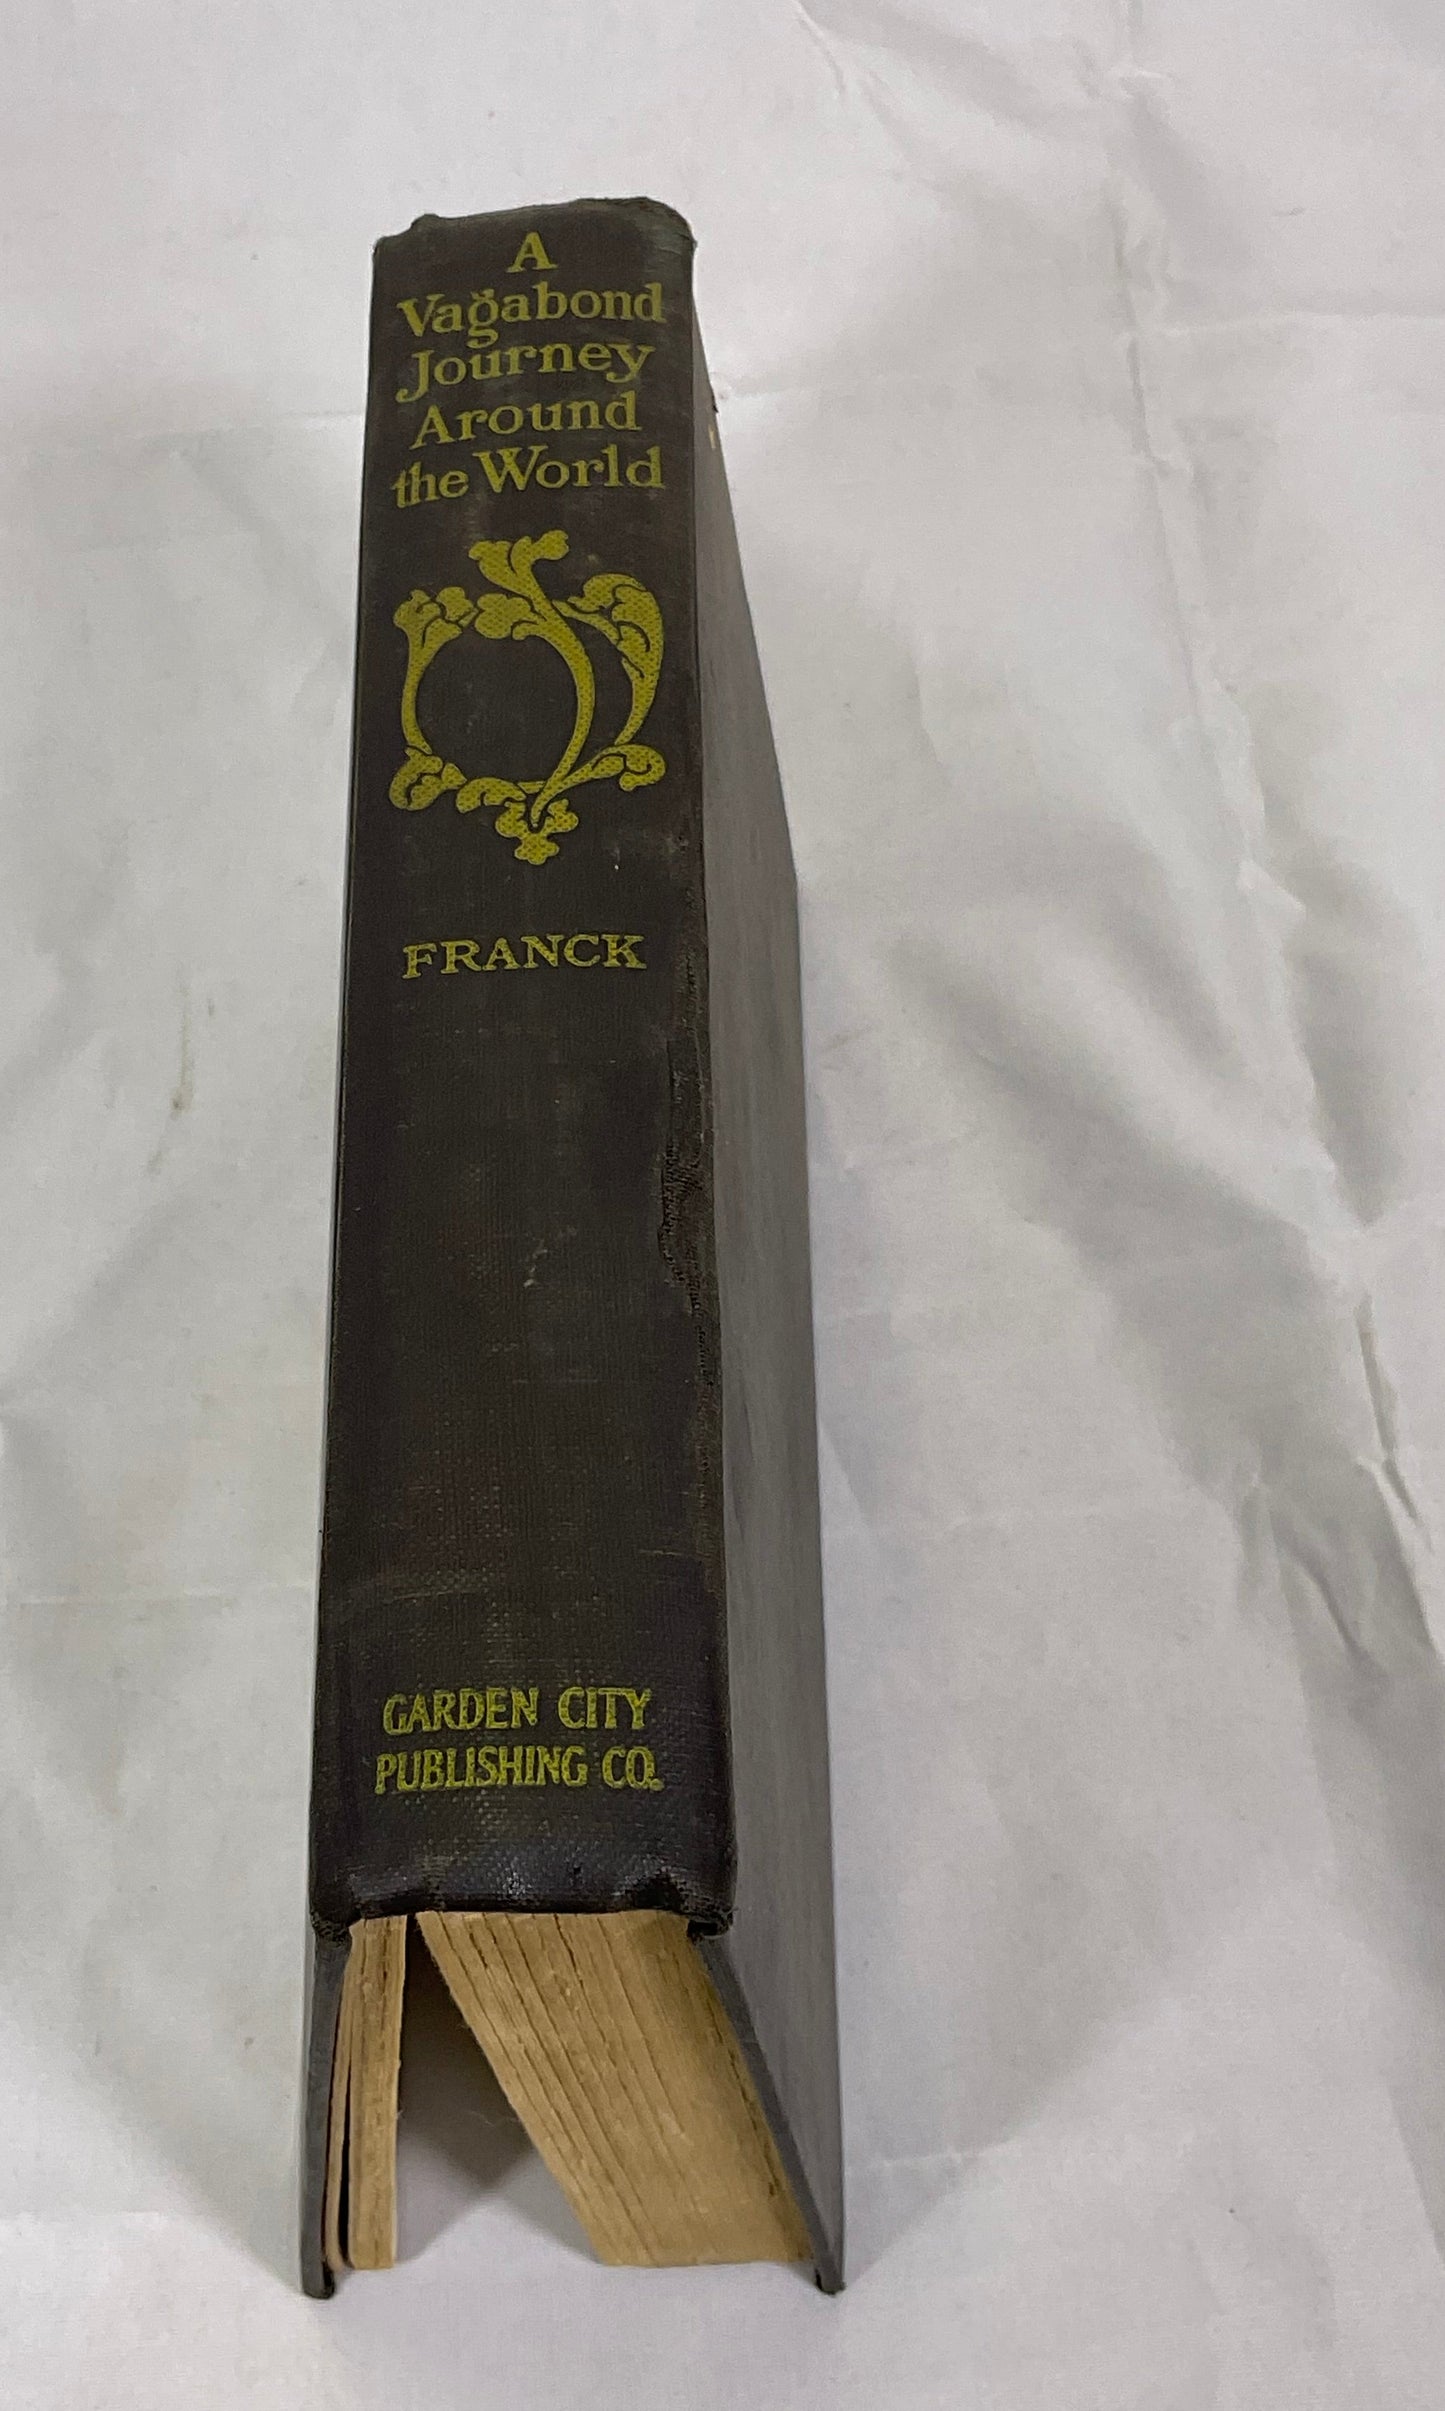 A
Vagabond
Journey
Around
the World
FRANCK
GARDEN CITY
PUBLISHING CO.